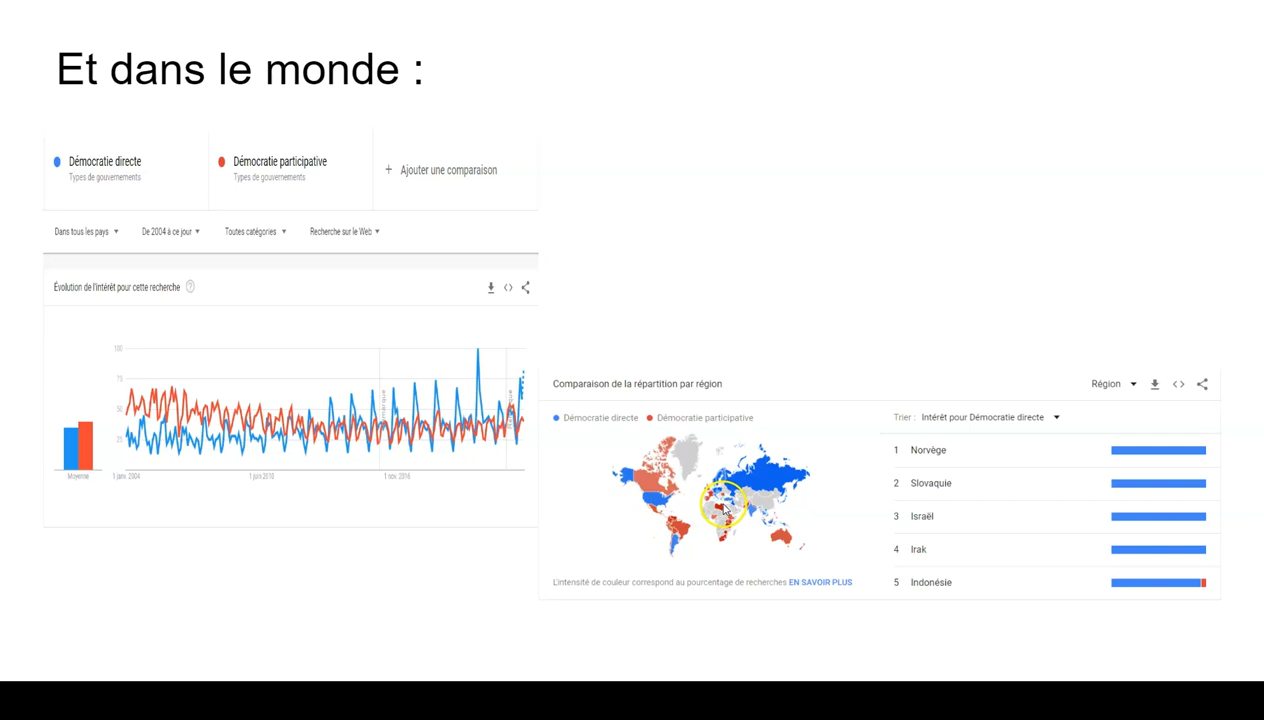 Et dans le monde :
Démocratie directe
Types de gouvernements
Démocratie participative
Types de gouvernements
+ Ajouter une comparaison
Dans tous les pays
De 2004 à ce jour
Toutes catégories
Recherche sur le Web
Évolution de l'intérêt pour cette recherche
100
75
50
25
Moyenne
1 janv. 2004
1 juin 2010
1 nov. 2016
Comparaison de la répartition par région
Région
Démocratie directe
Démocratie participative
Trier : Intérêt pour Démocratie directe
1 Norvège
2 Slovaquie
3 Israël
4 Irak
5 Indonésie
L'intensité de couleur correspond au pourcentage de recherches EN SAVOIR PLUS